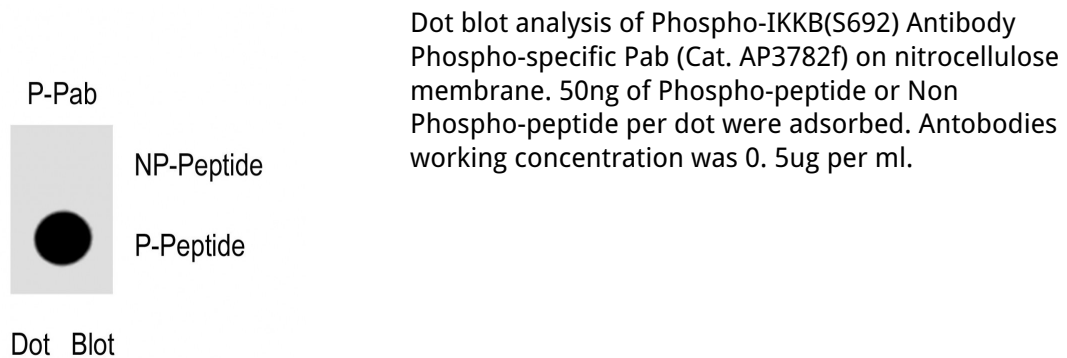 P-Pab
NP-Peptide
P-Peptide
Dot Blot
Dot blot analysis of Phospho-IKKB(S692) Antibody
Phospho-specific Pab (Cat. AP3782f) on nitrocellulose
membrane. 50ng of Phospho-peptide or Non
Phospho-peptide per dot were adsorbed. Antobodies
working concentration was 0. 5ug per ml.